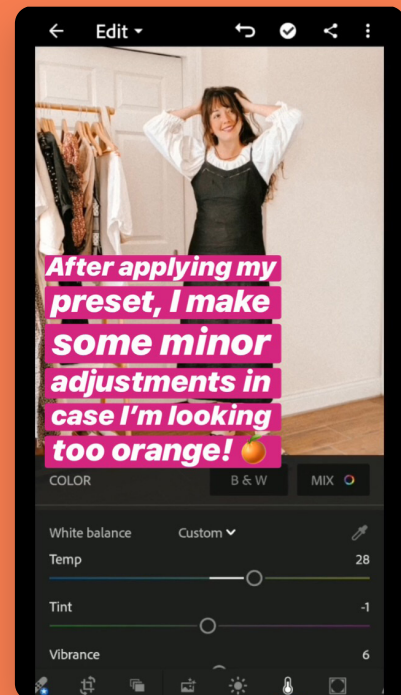 Edit
After applying my
preset, I make
some minor
adjustments in
case I'm looking
too orange! 🍊
COLOR B & W MIX
White balance Custom
Temp 28
Tint -1
Vibrance 6